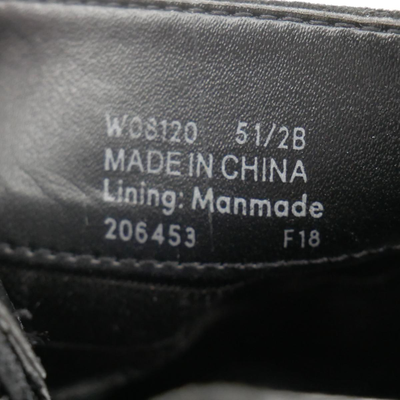 W08120 51/2B
MADE IN CHINA
Lining: Manmade
206453 F18